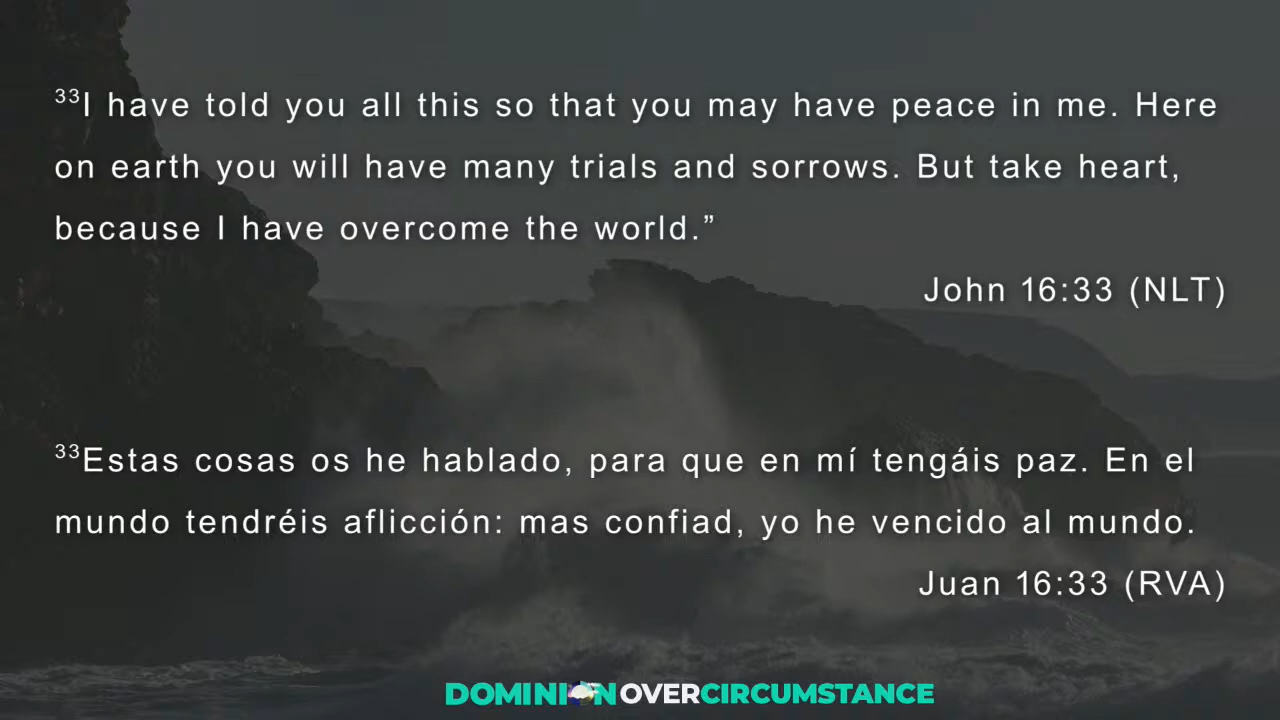 ³³I have told you all this so that you may have peace in me. Here
on earth you will have many trials and sorrows. But take heart,
because I have overcome the world.”
John 16:33 (NLT)
³³Estas cosas os he hablado, para que en mí tengáis paz. En el
mundo tendréis aflicción: mas confiad, yo he vencido al mundo.
Juan 16:33 (RVA)
DOMINION OVERCIRCUMSTANCE